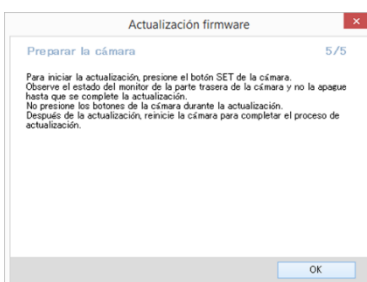 Actualización firmware
Preparar la cámara 5/5
Para iniciar la actualización, presione el botón SET de la cámara.
Observe el estado del monitor de la parte trasera de la cámara y no la apague
hasta que se complete la actualización.
No presione los botones de la cámara durante la actualización.
Después de la actualización, reinicie la cámara para completar el proceso de
actualización.
OK